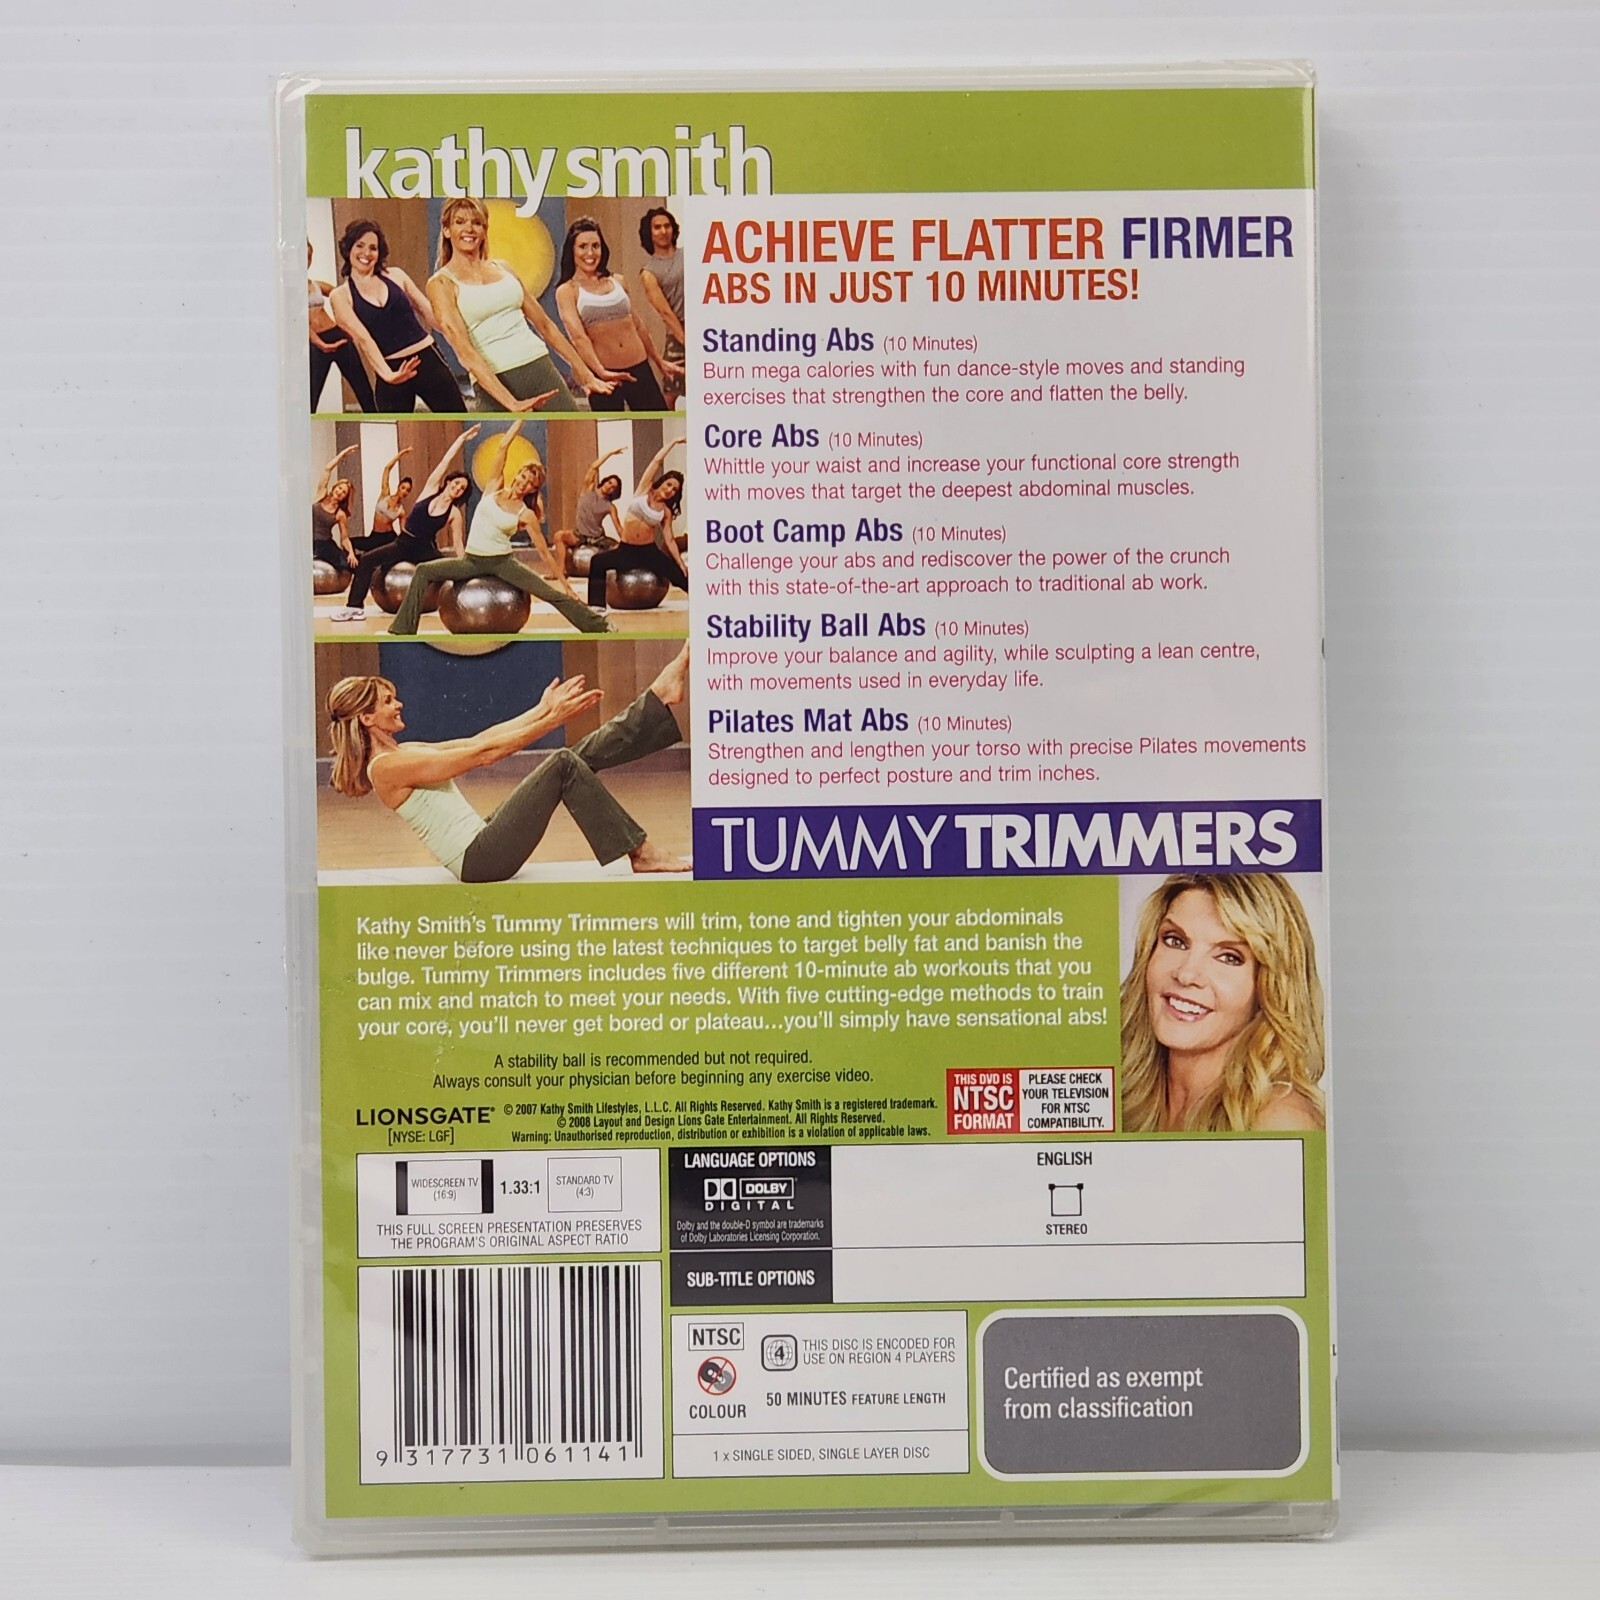 kathy smith
ACHIEVE FLATTER FIRMER
ABS IN JUST 10 MINUTES!
Standing Abs (10 Minutes)
Burn mega calories with fun dance-style moves and standing
exercises that strengthen the core and flatten the belly.
Core Abs (10 Minutes)
Whittle your waist and increase your functional core strength
with moves that target the deepest abdominal muscles.
Boot Camp Abs (10 Minutes)
Challenge your abs and rediscover the power of the crunch
with this state-of-the-art approach to traditional ab work.
Stability Ball Abs (10 Minutes)
Improve your balance and agility, while sculpting a lean centre,
with movements used in everyday life.
Pilates Mat Abs (10 Minutes)
Strengthen and lengthen your torso with precise Pilates movements
designed to perfect posture and trim inches.
TUMMY TRIMMERS
Kathy Smith's Tummy Trimmers will trim, tone and tighten your abdominals
like never before using the latest techniques to target belly fat and banish the
bulge. Tummy Trimmers includes five different 10-minute ab workouts that you
can mix and match to meet your needs. With five cutting-edge methods to train
your core, you'll never get bored or plateau...you'll simply have sensational abs!
A stability ball is recommended but not required.
Always consult your physician before beginning any exercise video.
LIONSGATE®
[NYSE: LGF]
© 2007 Kathy Smith Lifestyles, L.L.C. All Rights Reserved. Kathy Smith is a registered trademark.
© 2008 Layout and Design Lions Gate Entertainment. All Rights Reserved.
Warning: Unauthorised reproduction, distribution or exhibition is a violation of applicable laws.
THIS DVD IS
NTSC
FORMAT
PLEASE CHECK
YOUR TELEVISION
FOR NTSC
COMPATIBILITY.
WIDESCREEN TV
(16:9)
1.33:1
STANDARD TV
(4:3)
THIS FULL SCREEN PRESENTATION PRESERVES
THE PROGRAM'S ORIGINAL ASPECT RATIO
LANGUAGE OPTIONS
DOLBY
DIGITAL
Dolby and the double-D symbol are trademarks
of Dolby Laboratories Licensing Corporation.
ENGLISH
STEREO
SUB-TITLE OPTIONS
9 317731 061141
NTSC
COLOUR
4
THIS DISC IS ENCODED FOR
USE ON REGION 4 PLAYERS
50 MINUTES FEATURE LENGTH
1 x SINGLE SIDED, SINGLE LAYER DISC
Certified as exempt
from classification